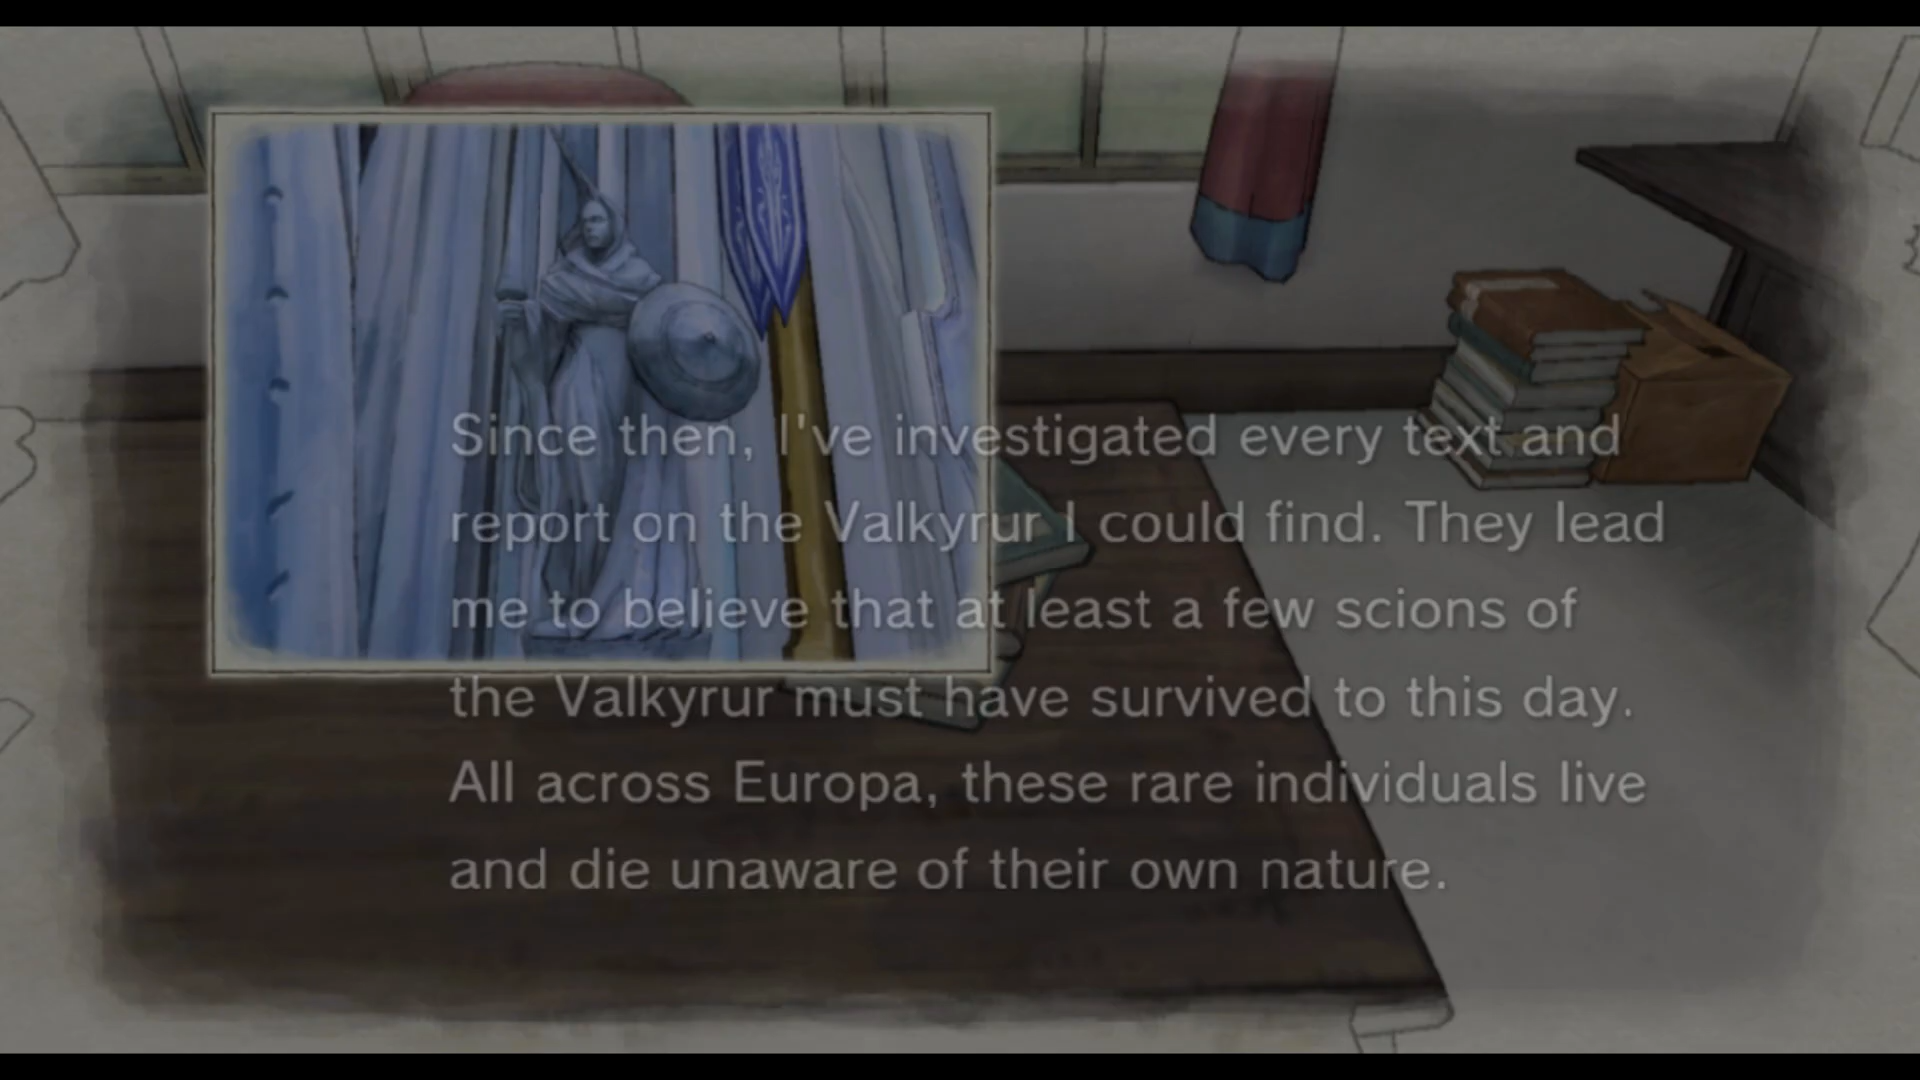 Since then, I've investigated every text and
report on the Valkyrur I could find. They lead
me to believe that at least a few scions of
the Valkyrur must have survived to this day.
All across Europa, these rare individuals live
and die unaware of their own nature.